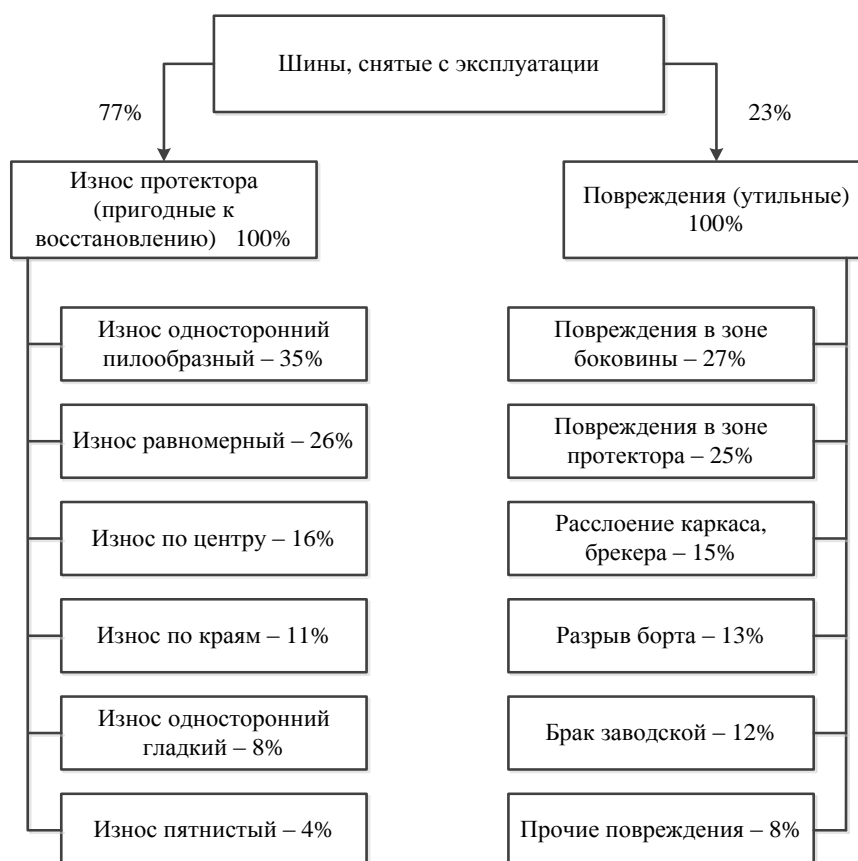 Шины, снятые с эксплуатации
77%
23%
Износ протектора
(пригодные к
восстановлению) 100%
Повреждения (утильные)
100%
Износ односторонний
пилообразный – 35%
Износ равномерный – 26%
Износ по центру – 16%
Износ по краям – 11%
Износ односторонний
гладкий – 8%
Износ пятнистый – 4%
Повреждения в зоне
боковины – 27%
Повреждения в зоне
протектора – 25%
Расслоение каркаса,
брекера – 15%
Разрыв борта – 13%
Брак заводской – 12%
Прочие повреждения – 8%